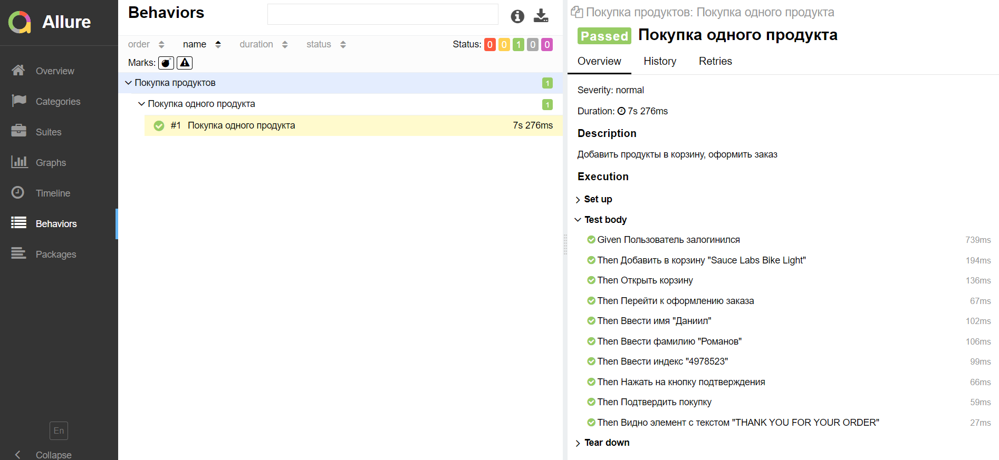 Allure
Overview
Categories
Suites
Graphs
Timeline
Behaviors
Packages
En
Collapse
Behaviors
order name duration status Status: 0 0 1 0 0
Marks:
Покупка продуктов 1
Покупка одного продукта 1
#1 Покупка одного продукта 7s 276ms
Покупка продуктов: Покупка одного продукта
Passed Покупка одного продукта
Overview History Retries
Severity: normal
Duration: 7s 276ms
Description
Добавить продукты в корзину, оформить заказ
Execution
Set up
Test body
Given Пользователь залогинился 739ms
Then Добавить в корзину "Sauce Labs Bike Light" 194ms
Then Открыть корзину 136ms
Then Перейти к оформлению заказа 67ms
Then Ввести имя "Даниил" 102ms
Then Ввести фамилию "Романов" 106ms
Then Ввести индекс "4978523" 99ms
Then Нажать на кнопку подтверждения 66ms
Then Подтвердить покупку 59ms
Then Видно элемент с текстом "THANK YOU FOR YOUR ORDER" 27ms
Tear down